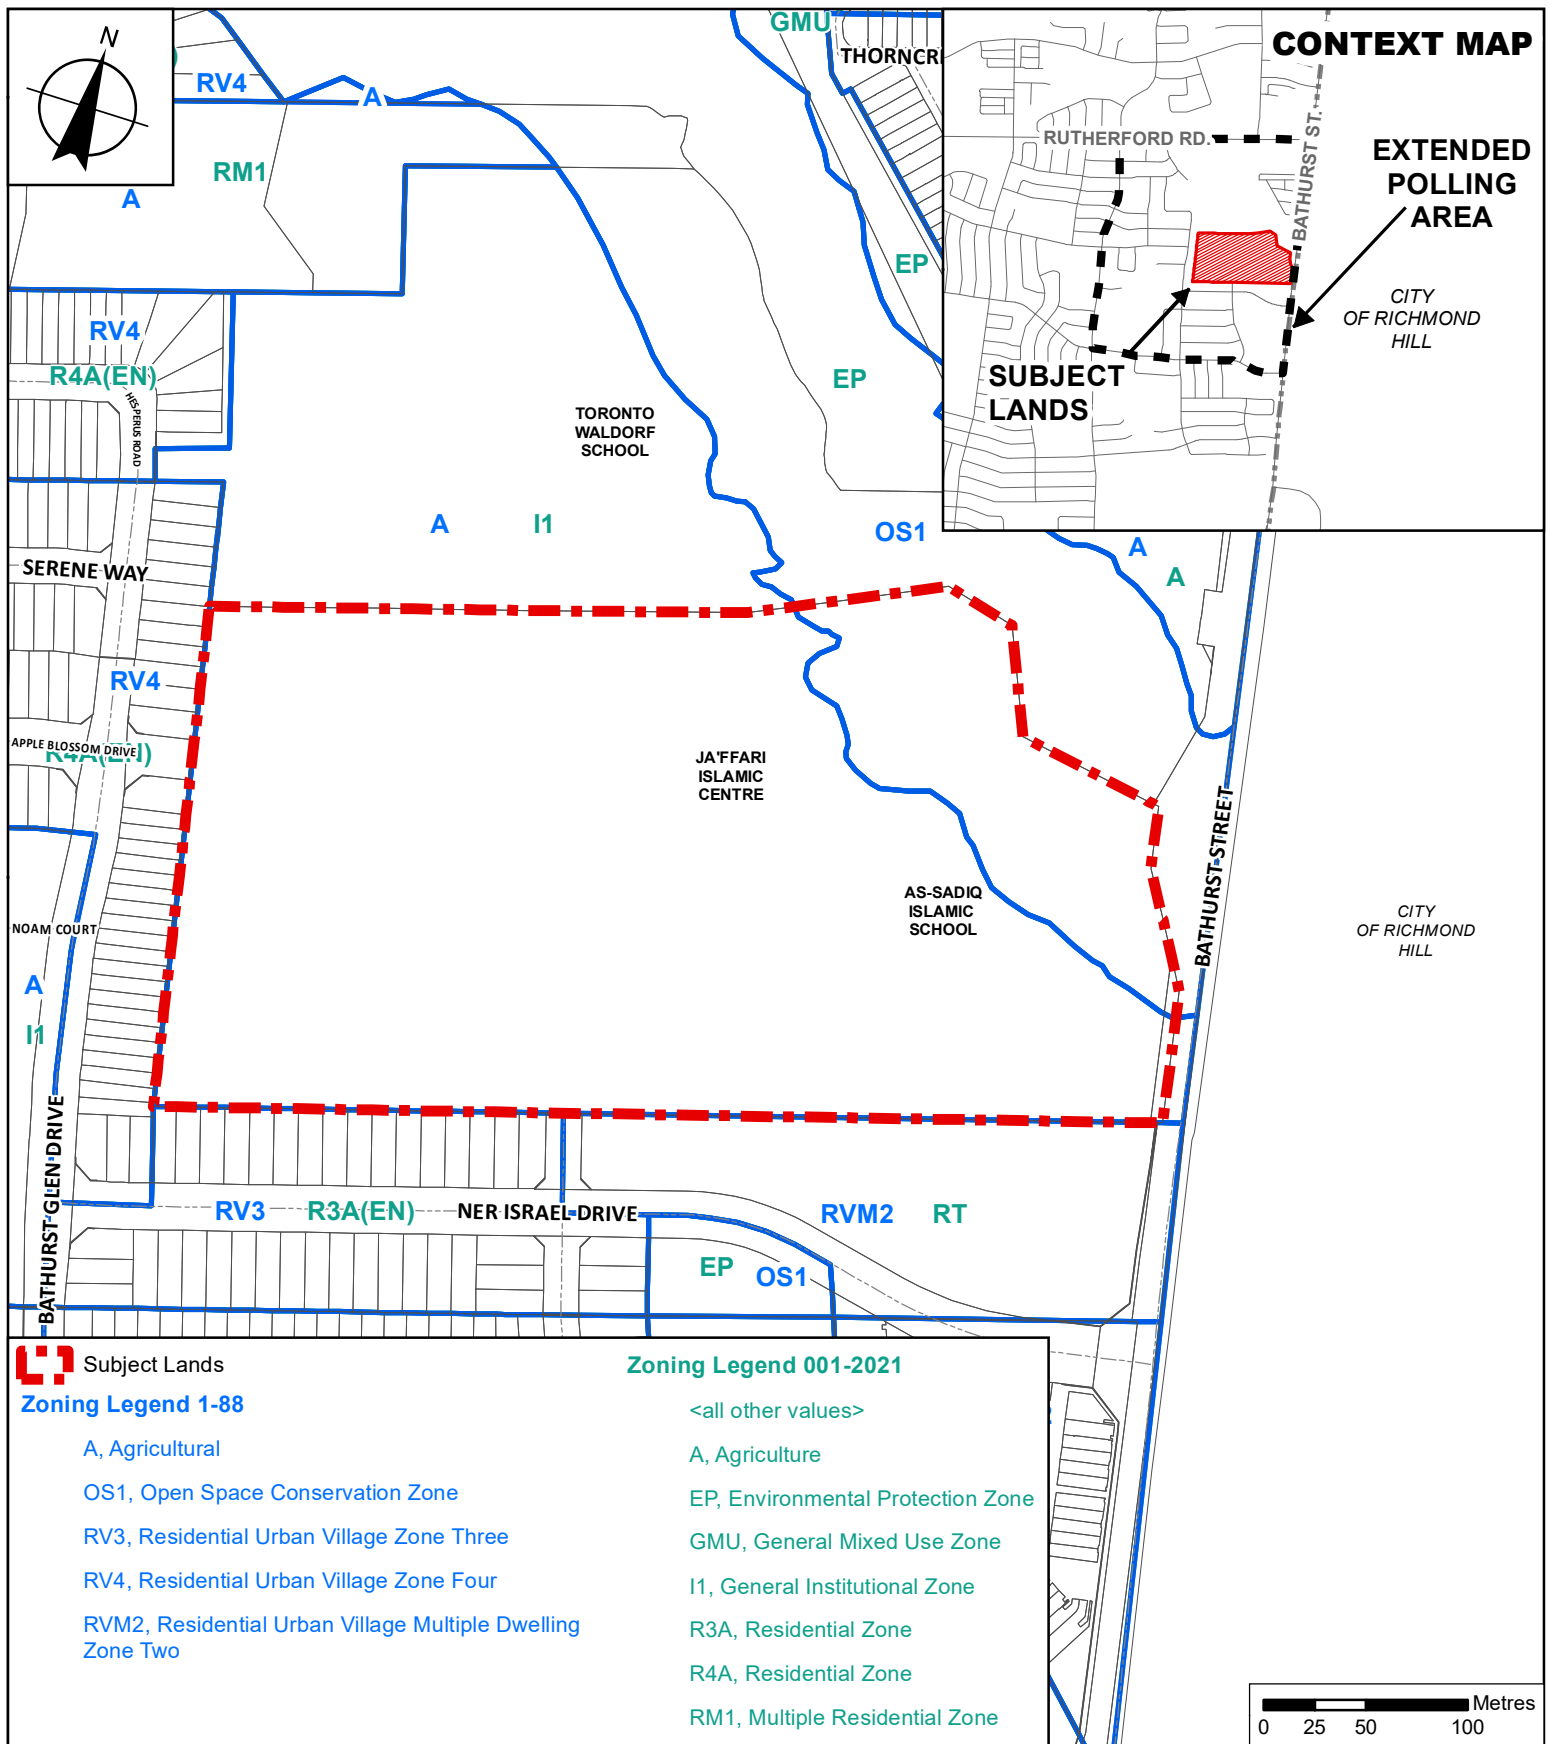 N
RV4
A
GMU
THORNCRE
CONTEXT MAP
RUTHERFORD RD.
BATHURST ST.
EXTENDED
POLLING
AREA
SUBJECT
LANDS
CITY
OF RICHMOND
HILL
RM1
A
EP
RV4
R4A(EN)
HESPERUS ROAD
EP
TORONTO
WALDORF
SCHOOL
A
I1
OS1
A
A
SERENE WAY
RV4
APPLE BLOSSOM DRIVE
R4A(EN)
JA'FFARI
ISLAMIC
CENTRE
AS-SADIQ
ISLAMIC
SCHOOL
BATHURST STREET
CITY
OF RICHMOND
HILL
NOAM COURT
A
I1
BATHURST GLEN DRIVE
RV3
R3A(EN)
NER ISRAEL DRIVE
RVM2
RT
EP
OS1
Subject Lands
Zoning Legend 1-88
A, Agricultural
OS1, Open Space Conservation Zone
RV3, Residential Urban Village Zone Three
RV4, Residential Urban Village Zone Four
RVM2, Residential Urban Village Multiple Dwelling
Zone Two
Zoning Legend 001-2021
<all other values>
A, Agriculture
EP, Environmental Protection Zone
GMU, General Mixed Use Zone
I1, General Institutional Zone
R3A, Residential Zone
R4A, Residential Zone
RM1, Multiple Residential Zone
Metres
0 25 50 100